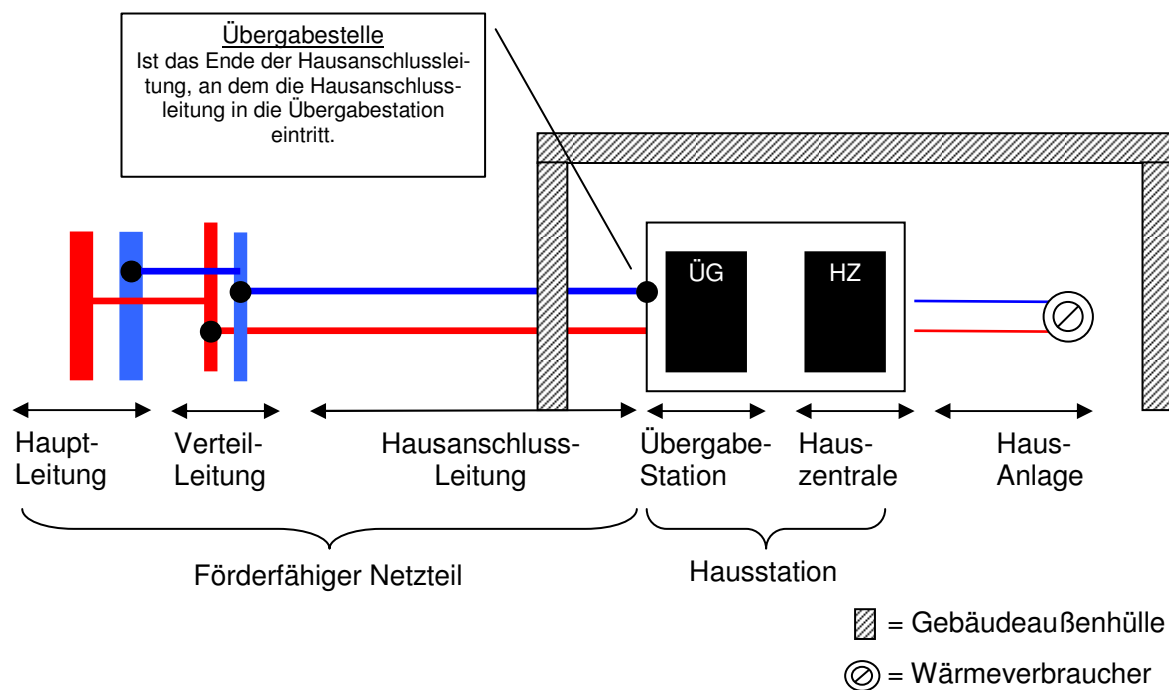 Übergabestelle
Ist das Ende der Hausanschlusslei-
tung, an dem die Hausanschluss-
leitung in die Übergabestation
eintritt.
ÜG
HZ
Haupt-
Leitung
Verteil-
Leitung
Hausanschluss-
Leitung
Übergabe-
Station
Haus-
zentrale
Haus-
Anlage
Förderfähiger Netzteil
Hausstation
= Gebäudeaußenhülle
= Wärmeverbraucher